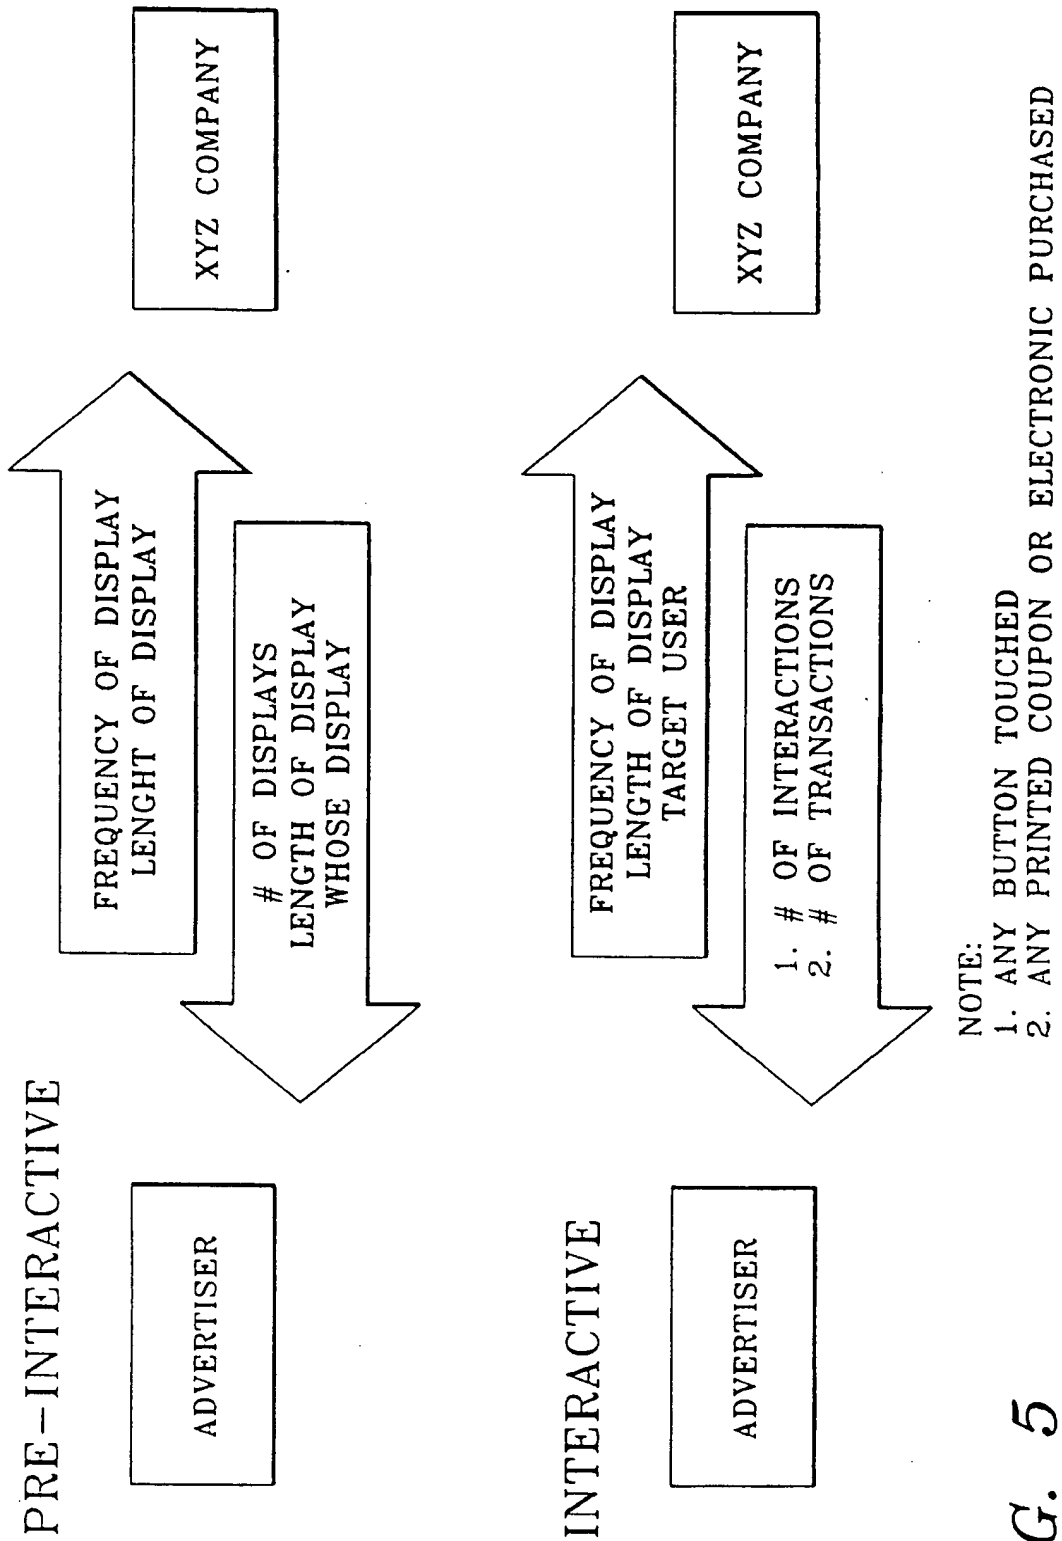 PRE-INTERACTIVE
ADVERTISER
FREQUENCY OF DISPLAY
LENGHT OF DISPLAY
# OF DISPLAYS
LENGTH OF DISPLAY
WHOSE DISPLAY
XYZ COMPANY
INTERACTIVE
ADVERTISER
FREQUENCY OF DISPLAY
LENGTH OF DISPLAY
TARGET USER
1. # OF INTERACTIONS
2. # OF TRANSACTIONS
XYZ COMPANY
NOTE:
1. ANY BUTTON TOUCHED
2. ANY PRINTED COUPON OR ELECTRONIC PURCHASED
G. 5